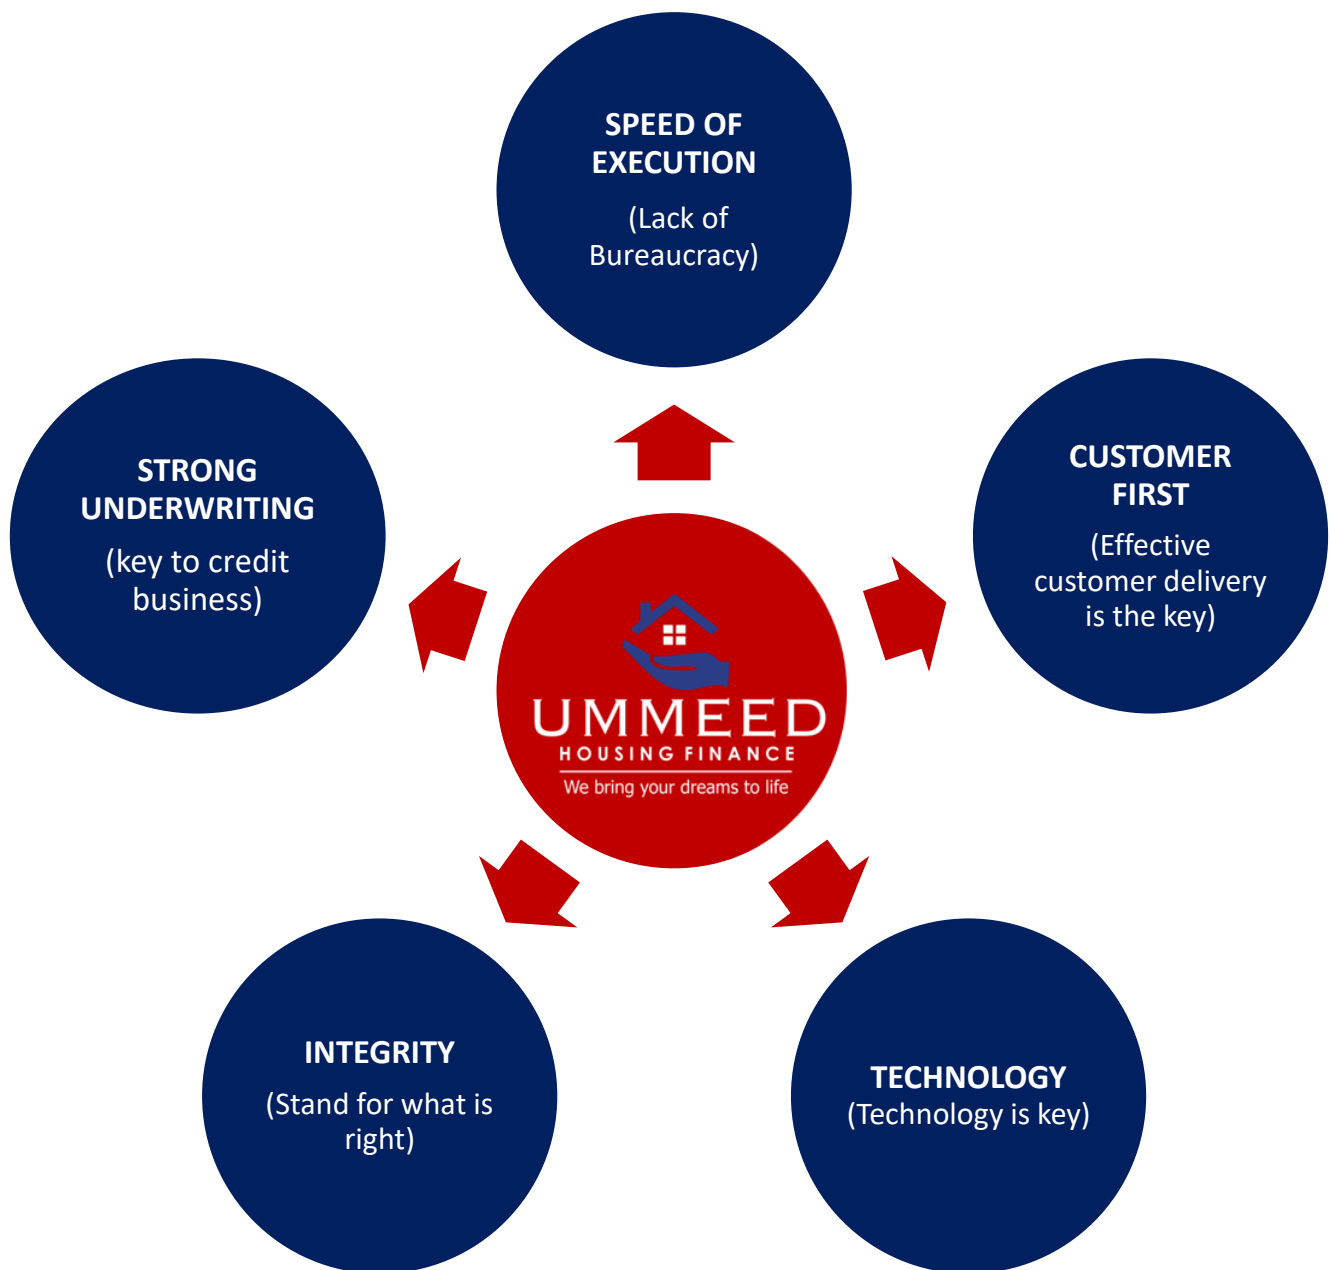 SPEED OF
EXECUTION
(Lack of
Bureaucracy)
CUSTOMER
FIRST
(Effective
customer delivery
is the key)
TECHNOLOGY
(Technology is key)
INTEGRITY
(Stand for what is
right)
STRONG
UNDERWRITING
(key to credit
business)
UMMEED
HOUSING FINANCE
We bring your dreams to life